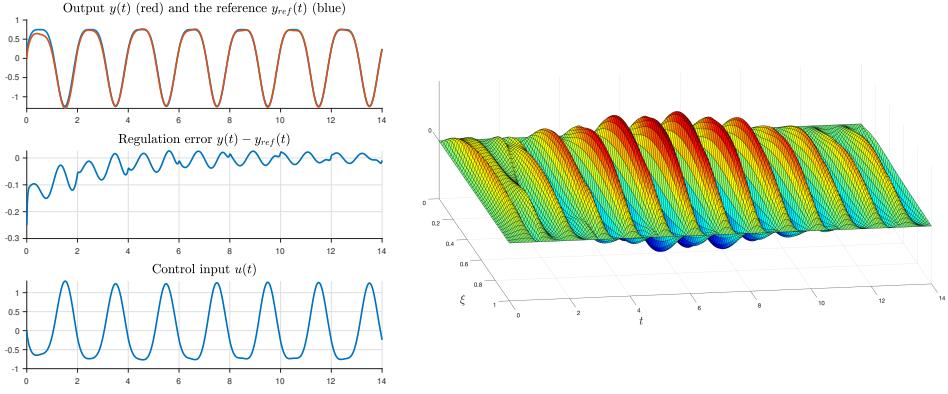 Output y(t) (red) and the reference y_ref(t) (blue)
1
0.5
0
-0.5
-1
0 2 4 6 8 10 12 14
Regulation error y(t) − y_ref(t)
0
-0.1
-0.2
-0.3
0 2 4 6 8 10 12 14
Control input u(t)
1
0.5
0
-0.5
-1
0 2 4 6 8 10 12 14
0
0
0.2
0.4
0.6
0.8
1
ξ
0 2 4 6 8 10 12 14
t